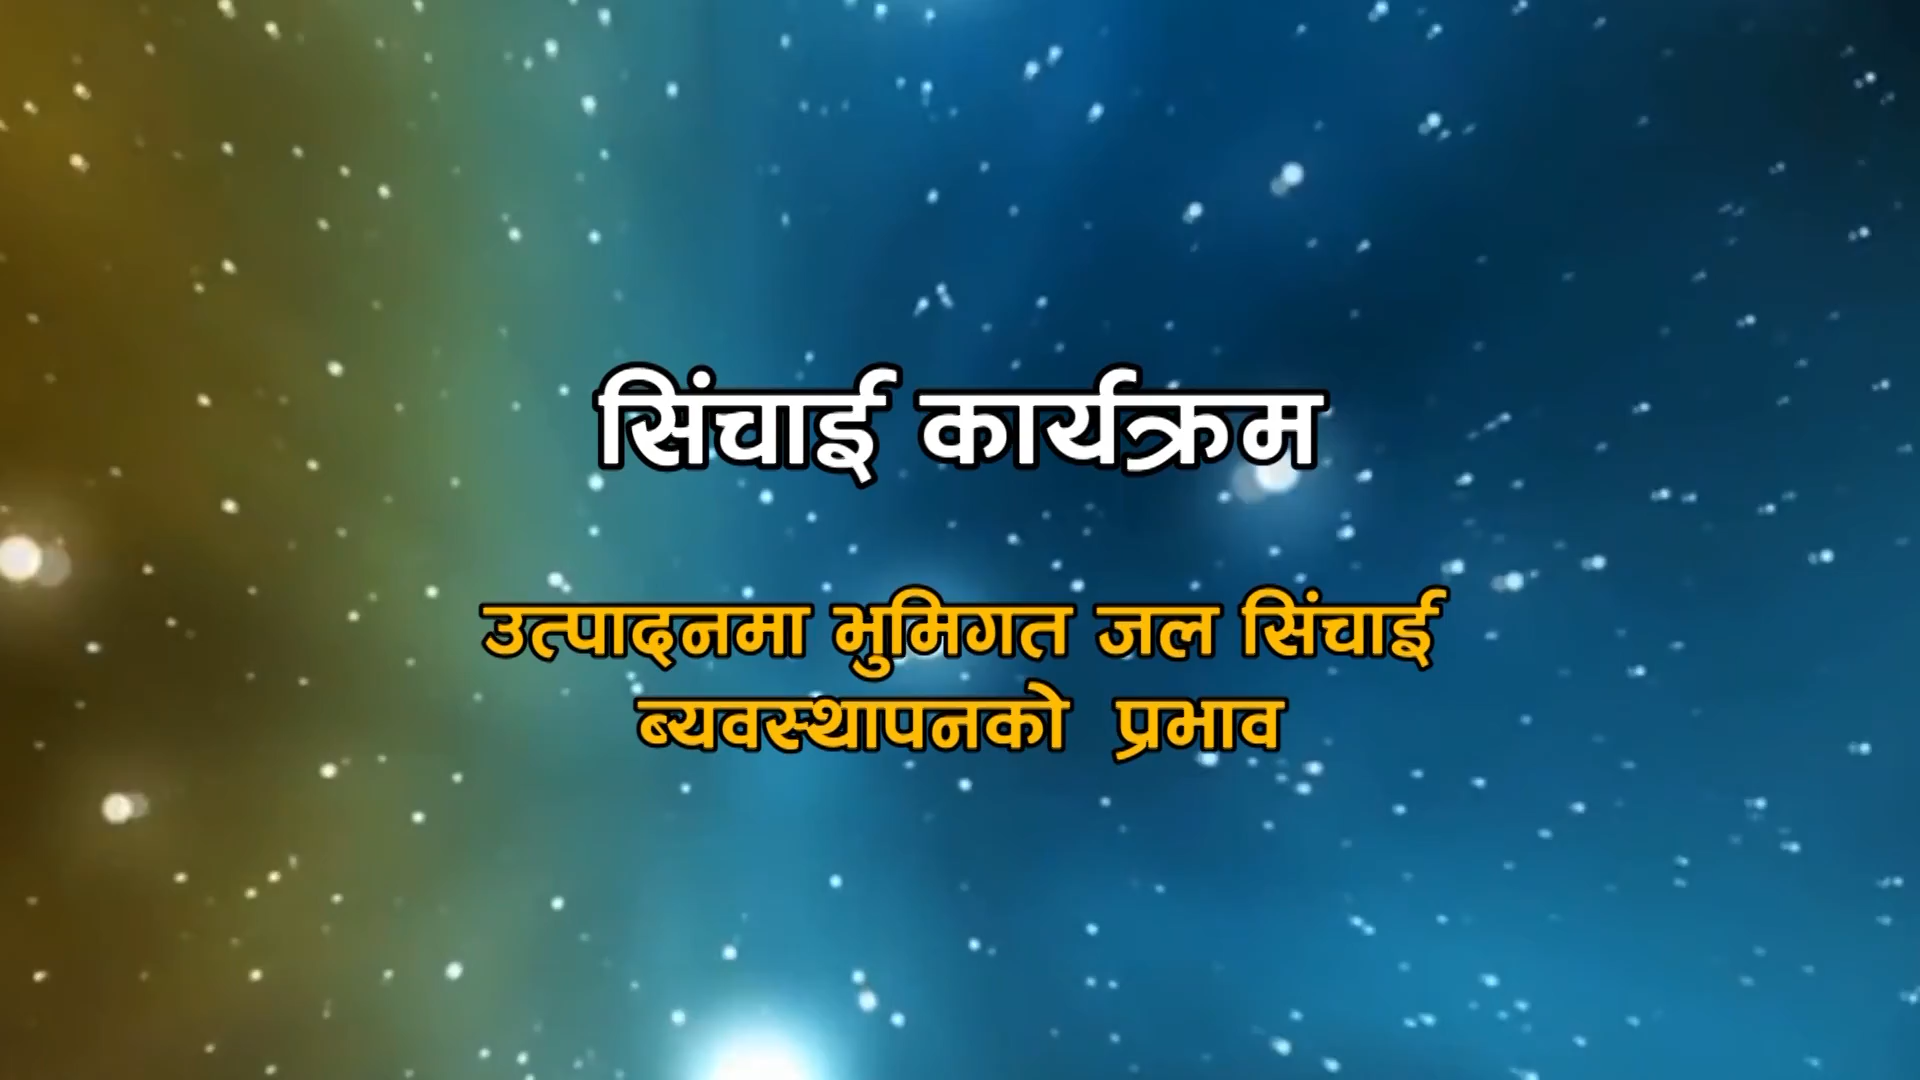 सिंचाई कार्यक्रम
उत्पादनमा भुमिगत जल सिंचाई
ब्यवस्थापनको प्रभाव